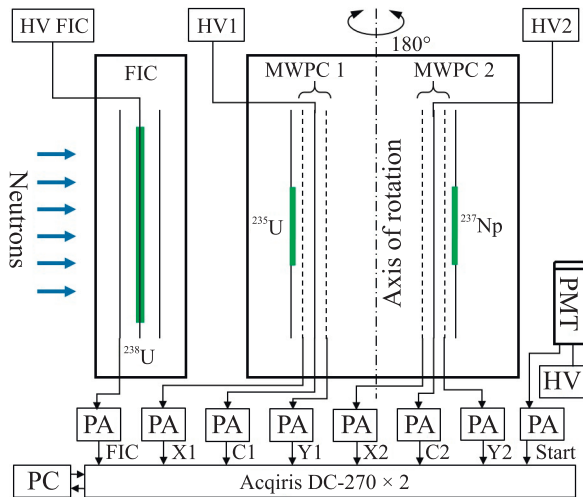 HV FIC
HV1
HV2
180°
FIC
MWPC 1
MWPC 2
Neutrons
²³⁵U
Axis of rotation
²³⁷Np
²³⁸U
PMT
HV
PA
PA
PA
PA
PA
PA
PA
PA
FIC
X1
C1
Y1
X2
C2
Y2
Start
PC
Acqiris DC-270 × 2